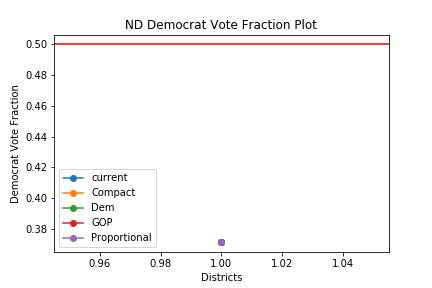 ND Democrat Vote Fraction Plot
0.50
0.48
0.46
0.44
0.42
0.40
0.38
Democrat Vote Fraction
current
Compact
Dem
GOP
Proportional
0.96 0.98 1.00 1.02 1.04
Districts